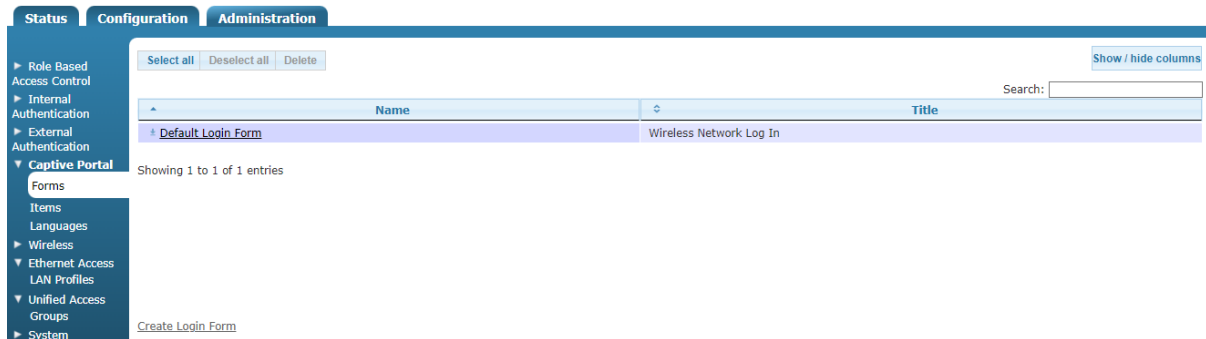 Status Configuration Administration
Select all Deselect all Delete Show / hide columns
Search:
Name Title
Default Login Form Wireless Network Log In
Showing 1 to 1 of 1 entries
Create Login Form
Role Based
Access Control
Internal
Authentication
External
Authentication
Captive Portal
Forms
Items
Languages
Wireless
Ethernet Access
LAN Profiles
Unified Access
Groups
System